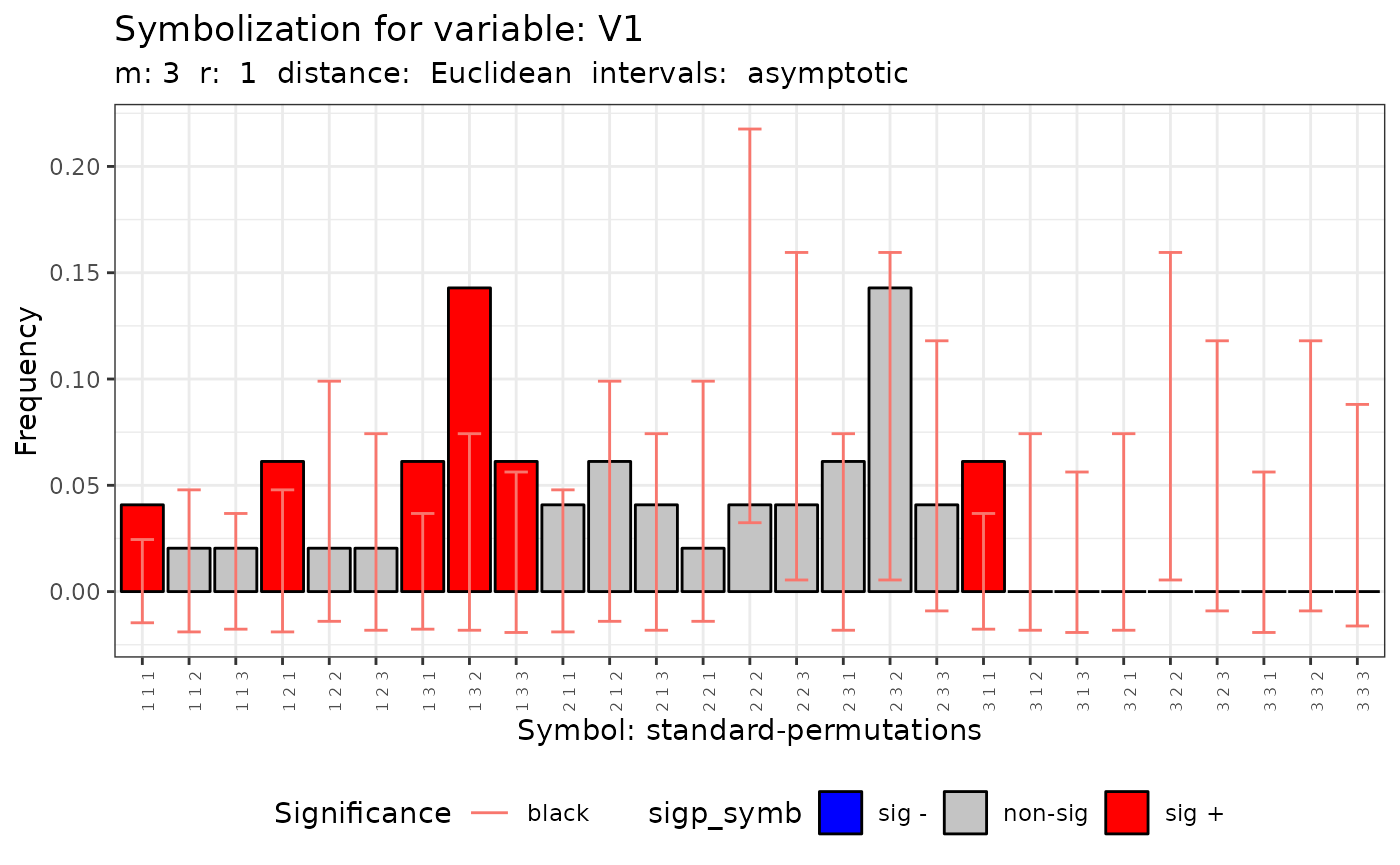 Symbolization for variable: V1
m: 3 r: 1 distance: Euclidean intervals: asymptotic
Frequency
0.20
0.15
0.10
0.05
0.00
1 1 1
1 1 2
1 1 3
1 2 1
1 2 2
1 2 3
1 3 1
1 3 2
1 3 3
2 1 1
2 1 2
2 1 3
2 2 1
2 2 2
2 2 3
2 3 1
2 3 2
2 3 3
3 1 1
3 1 2
3 1 3
3 2 1
3 2 2
3 2 3
3 3 1
3 3 2
3 3 3
Symbol: standard-permutations
Significance black sigp_symb sig - non-sig sig +